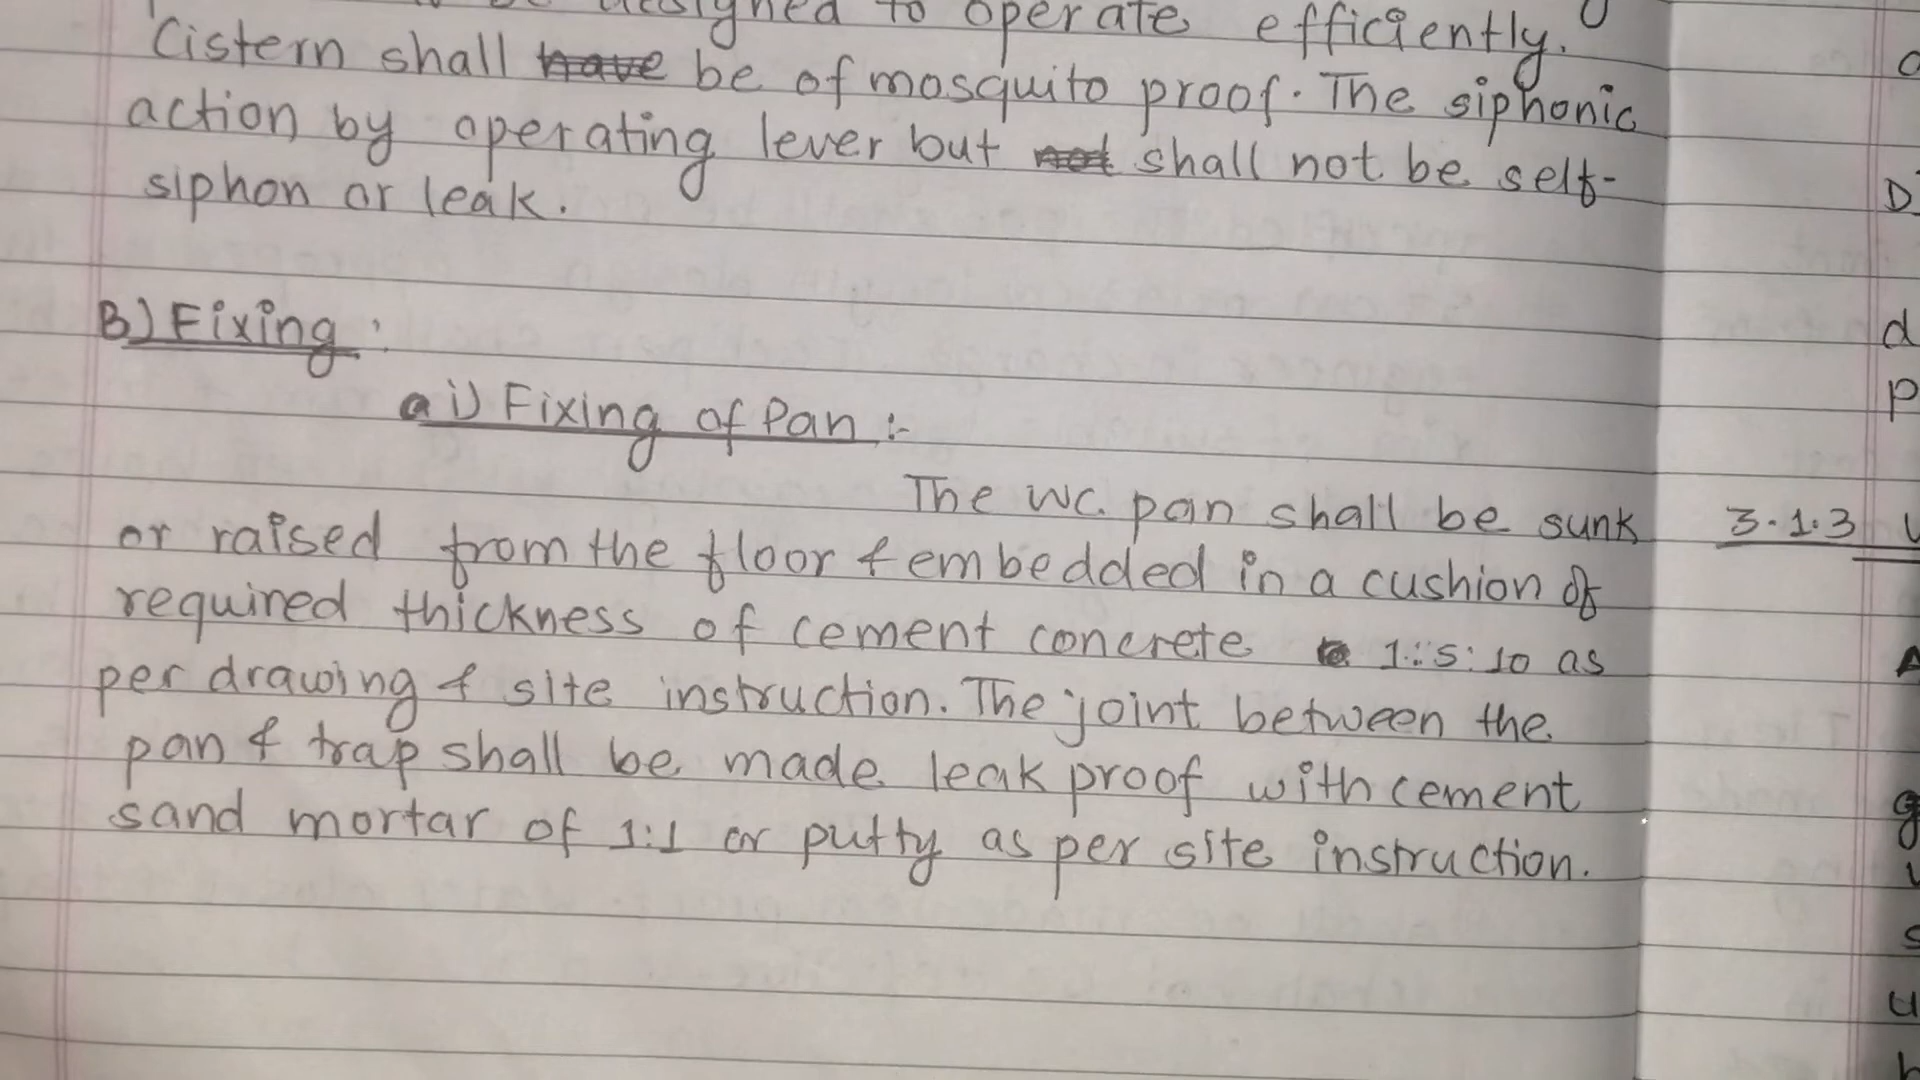 designed to operate efficiently.
Cistern shall have be of mosquito proof. The siphonic
action by operating lever but not shall not be self-
siphon or leak.
B) Fixing:
a i) Fixing of Pan :-
The wc. pan shall be sunk
or raised from the floor & embedded in a cushion of
required thickness of cement concrete 1:5:10 as
per drawing & site instruction. The joint between the
pan & trap shall be made leak proof with cement
sand mortar of 1:1 or putty as per site instruction.
3.1.3